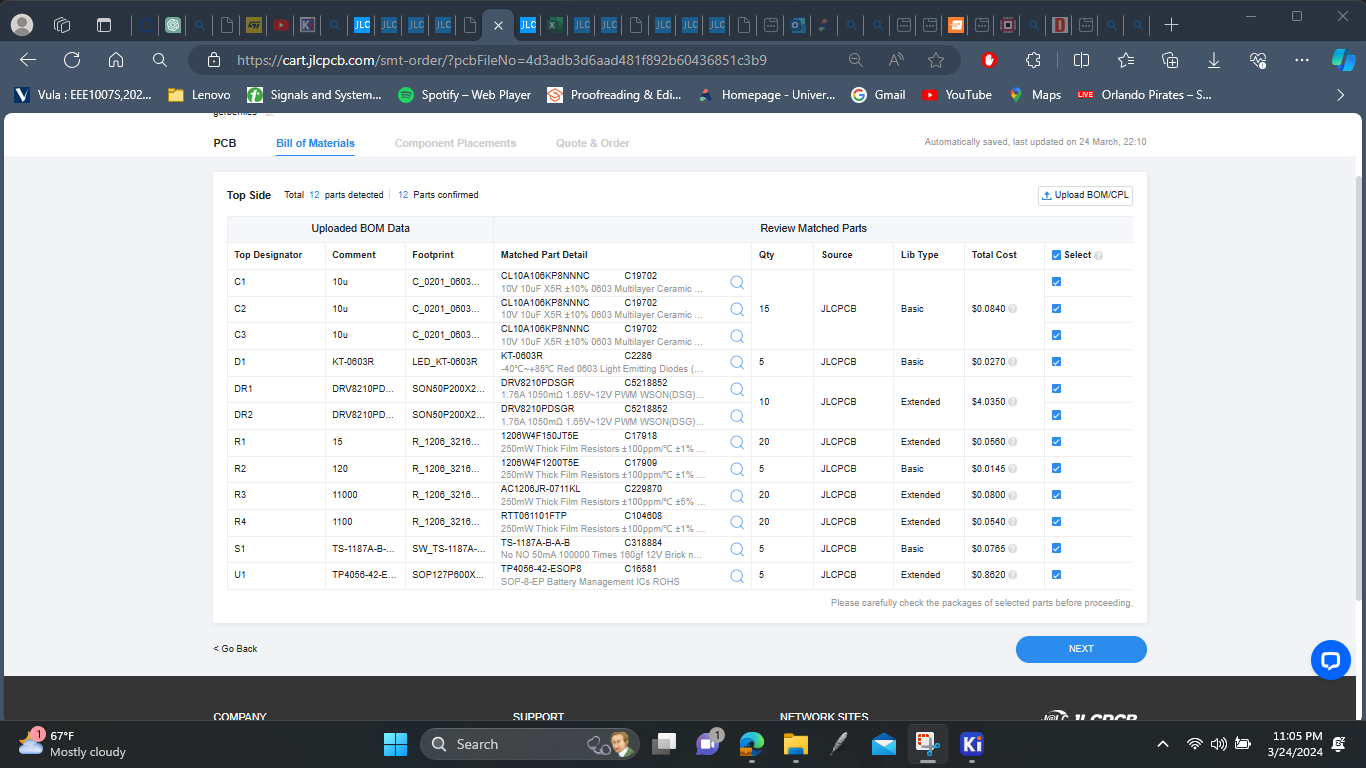 JLC JLC JLC JLC JLC JLC JLC JLC JLC JLC
https://cart.jlcpcb.com/smt-order/?pcbFileNo=4d3adb3d6aad481f892b60436851c3b9
Vula : EEE1007S,202... Lenovo Signals and System... Spotify – Web Player Proofreading & Edi... Homepage - Univer... Gmail YouTube Maps LIVE Orlando Pirates – S...
PCB Bill of Materials Component Placements Quote & Order Automatically saved, last updated on 24 March, 22:10
Top Side Total 12 parts detected 12 Parts confirmed Upload BOM/CPL
Uploaded BOM Data Review Matched Parts
Top Designator Comment Footprint Matched Part Detail Qty Source Lib Type Total Cost Select
C1 10u C_0201_0603... CL10A106KP8NNNC C19702
10V 10uF X5R ±10% 0603 Multilayer Ceramic ...
C2 10u C_0201_0603... CL10A106KP8NNNC C19702 15 JLCPCB Basic $0.0840
10V 10uF X5R ±10% 0603 Multilayer Ceramic ...
C3 10u C_0201_0603... CL10A106KP8NNNC C19702
10V 10uF X5R ±10% 0603 Multilayer Ceramic ...
D1 KT-0603R LED_KT-0603R KT-0603R C2286 5 JLCPCB Basic $0.0270
-40℃~+85℃ Red 0603 Light Emitting Diodes (...
DR1 DRV8210PD... SON50P200X2... DRV8210PDSGR C5218852
1.76A 1050mΩ 1.65V~12V PWM WSON(DSG)...
10 JLCPCB Extended $4.0350
DR2 DRV8210PD... SON50P200X2... DRV8210PDSGR C5218852
1.76A 1050mΩ 1.65V~12V PWM WSON(DSG)...
R1 15 R_1206_3216... 1206W4F150JT5E C17918 20 JLCPCB Extended $0.0560
250mW Thick Film Resistors ±100ppm/℃ ±1% ...
R2 120 R_1206_3216... 1206W4F1200T5E C17909 5 JLCPCB Basic $0.0145
250mW Thick Film Resistors ±100ppm/℃ ±1% ...
R3 11000 R_1206_3216... AC1206JR-0711KL C229870 20 JLCPCB Extended $0.0800
250mW Thick Film Resistors ±100ppm/℃ ±5% ...
R4 1100 R_1206_3216... RTT061101FTP C104608 20 JLCPCB Extended $0.0540
250mW Thick Film Resistors ±100ppm/℃ ±1% ...
S1 TS-1187A-B-... SW_TS-1187A-... TS-1187A-B-A-B C318884 5 JLCPCB Basic $0.0765
No NO 50mA 100000 Times 160gf 12V Brick n...
U1 TP4056-42-E... SOP127P600X... TP4056-42-ESOP8 C16581 5 JLCPCB Extended $0.8620
SOP-8-EP Battery Management ICs ROHS
Please carefully check the packages of selected parts before proceeding.
< Go Back NEXT
COMPANY SUPPORT NETWORK SITES JLCPCB
1 67°F
Mostly cloudy
Search 1 Ki
11:05 PM
3/24/2024